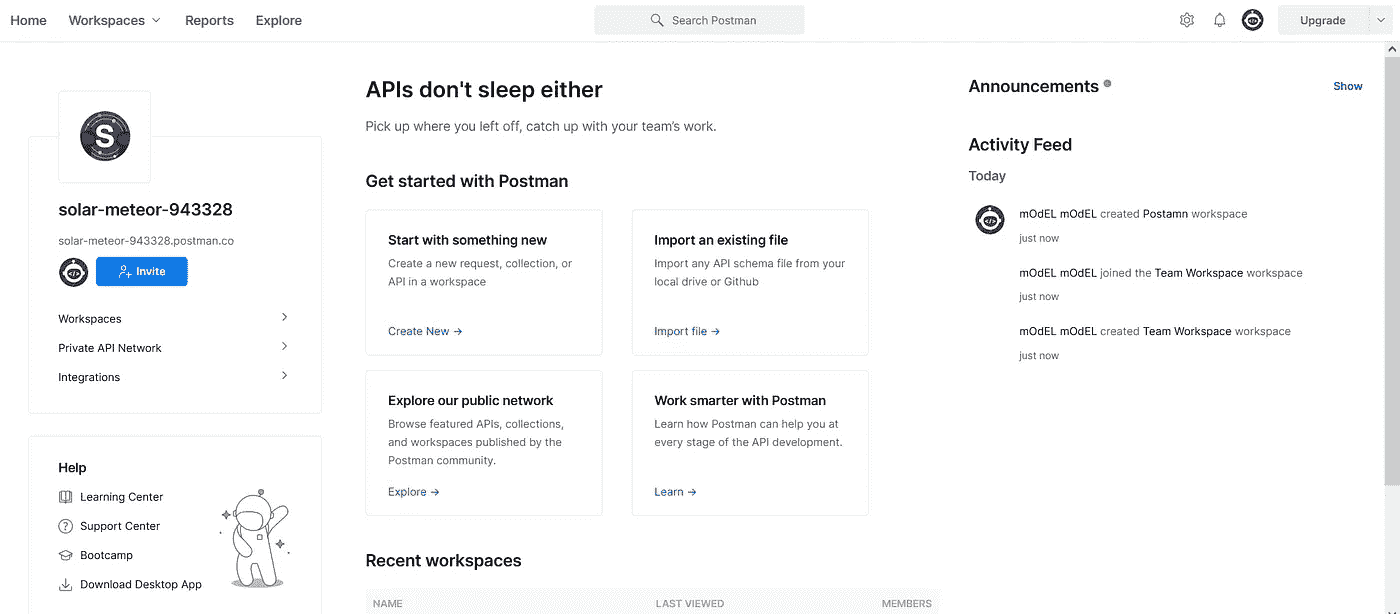 Home Workspaces Reports Explore Search Postman Upgrade
S
solar-meteor-943328
solar-meteor-943328.postman.co
Invite
Workspaces
Private API Network
Integrations
Help
Learning Center
Support Center
Bootcamp
Download Desktop App
APIs don't sleep either
Pick up where you left off, catch up with your team's work.
Get started with Postman
Start with something new
Create a new request, collection, or
API in a workspace
Create New →
Import an existing file
Import any API schema file from your
local drive or Github
Import file →
Explore our public network
Browse featured APIs, collections,
and workspaces published by the
Postman community.
Explore →
Work smarter with Postman
Learn how Postman can help you at
every stage of the API development.
Learn →
Recent workspaces
NAME LAST VIEWED MEMBERS
Announcements Show
Activity Feed
Today
mOdEL mOdEL created Postamn workspace
just now
mOdEL mOdEL joined the Team Workspace workspace
just now
mOdEL mOdEL created Team Workspace workspace
just now